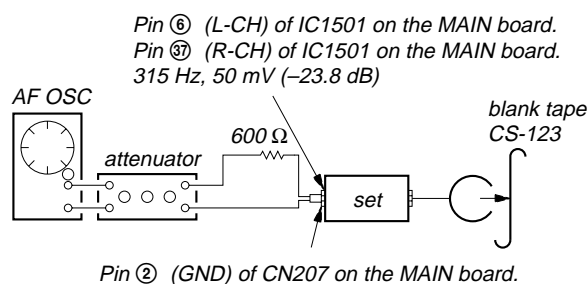 Pin ⑥ (L-CH) of IC1501 on the MAIN board.
Pin ㊲ (R-CH) of IC1501 on the MAIN board.
315 Hz, 50 mV (–23.8 dB)
AF OSC
blank tape
CS-123
600 Ω
attenuator
set
Pin ② (GND) of CN207 on the MAIN board.